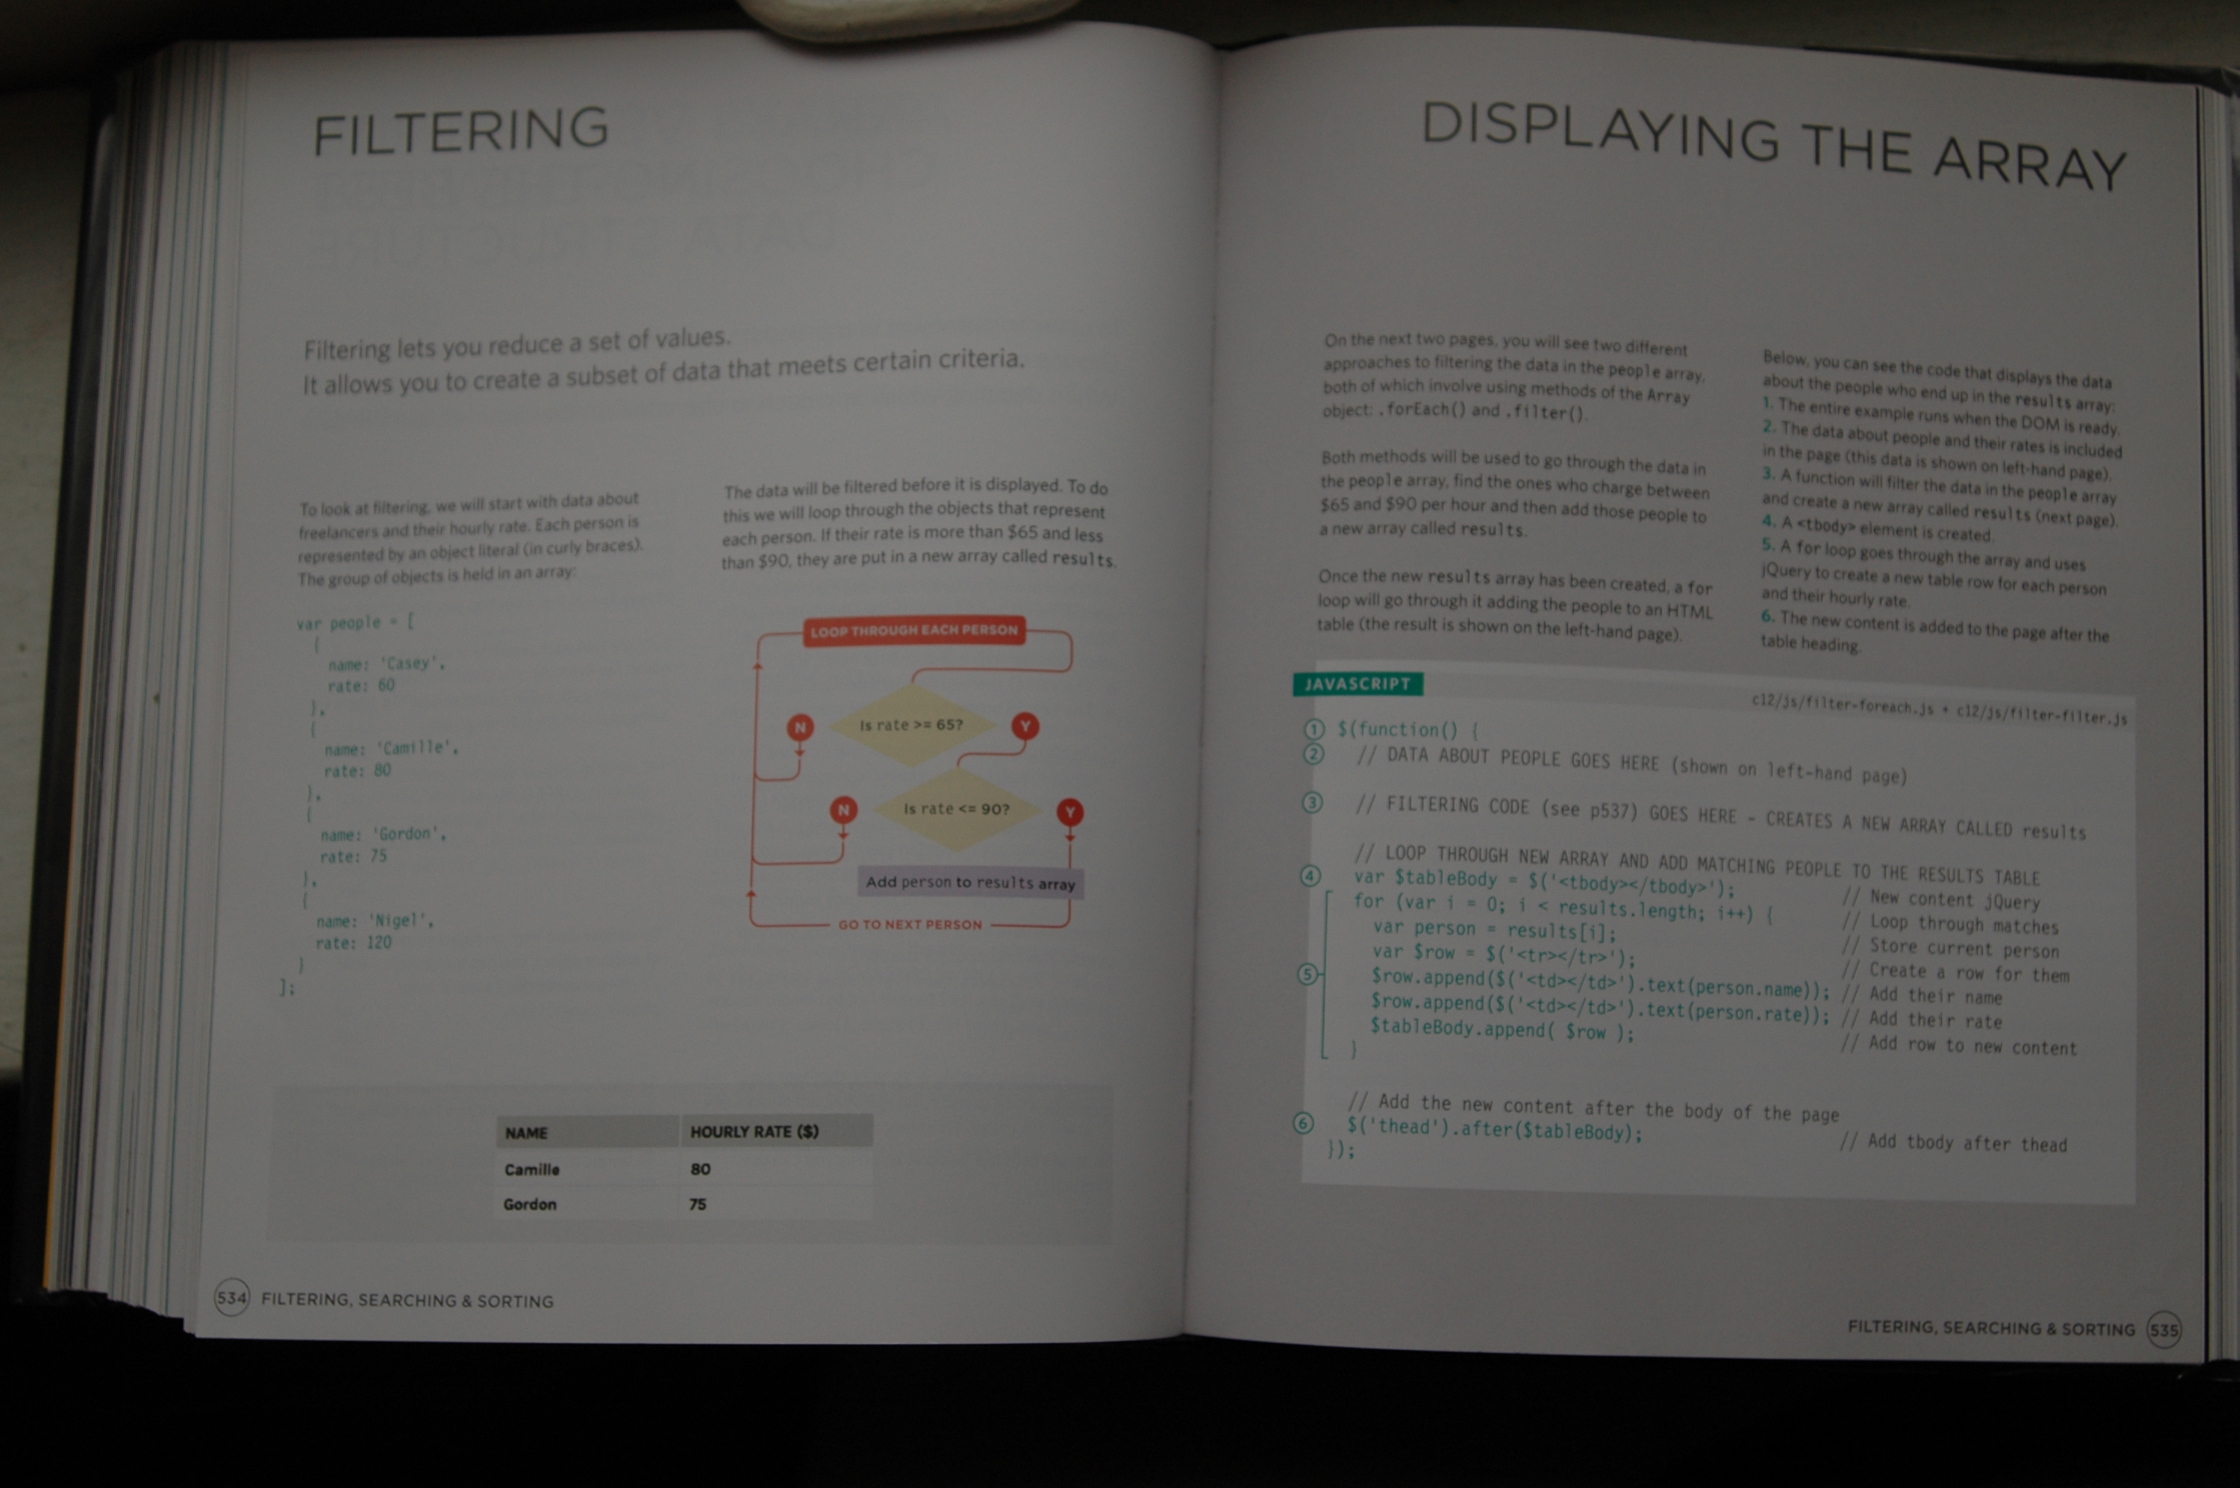 FILTERING
Filtering lets you reduce a set of values.
It allows you to create a subset of data that meets certain criteria.
To look at filtering, we will start with data about
freelancers and their hourly rate. Each person is
represented by an object literal (in curly braces).
The group of objects is held in an array:
var people = [
{
name: 'Casey',
rate: 60
},
{
name: 'Camille',
rate: 80
},
{
name: 'Gordon',
rate: 75
},
{
name: 'Nigel',
rate: 120
}
];
The data will be filtered before it is displayed. To do
this we will loop through the objects that represent
each person. If their rate is more than $65 and less
than $90, they are put in a new array called results.
LOOP THROUGH EACH PERSON
N Is rate >= 65? Y
N Is rate <= 90? Y
Add person to results array
GO TO NEXT PERSON
NAME HOURLY RATE ($)
Camille 80
Gordon 75
534 FILTERING, SEARCHING & SORTING
DISPLAYING THE ARRAY
On the next two pages, you will see two different
approaches to filtering the data in the people array,
both of which involve using methods of the Array
object: .forEach() and .filter().
Both methods will be used to go through the data in
the people array, find the ones who charge between
$65 and $90 per hour and then add those people to
a new array called results.
Once the new results array has been created, a for
loop will go through it adding the people to an HTML
table (the result is shown on the left-hand page).
Below, you can see the code that displays the data
about the people who end up in the results array:
1. The entire example runs when the DOM is ready.
2. The data about people and their rates is included
in the page (this data is shown on left-hand page).
3. A function will filter the data in the people array
and create a new array called results (next page).
4. A <tbody> element is created.
5. A for loop goes through the array and uses
jQuery to create a new table row for each person
and their hourly rate.
6. The new content is added to the page after the
table heading.
JAVASCRIPT
c12/js/filter-foreach.js + c12/js/filter-filter.js
1 $(function() {
2 // DATA ABOUT PEOPLE GOES HERE (shown on left-hand page)
3 // FILTERING CODE (see p537) GOES HERE - CREATES A NEW ARRAY CALLED results
// LOOP THROUGH NEW ARRAY AND ADD MATCHING PEOPLE TO THE RESULTS TABLE
4 var $tableBody = $('<tbody></tbody>'); // New content jQuery
for (var i = 0; i < results.length; i++) { // Loop through matches
var person = results[i]; // Store current person
var $row = $('<tr></tr>'); // Create a row for them
5 $row.append($('<td></td>').text(person.name)); // Add their name
$row.append($('<td></td>').text(person.rate)); // Add their rate
$tableBody.append( $row ); // Add row to new content
}
// Add the new content after the body of the page
6 $('thead').after($tableBody); // Add tbody after thead
});
FILTERING, SEARCHING & SORTING 535